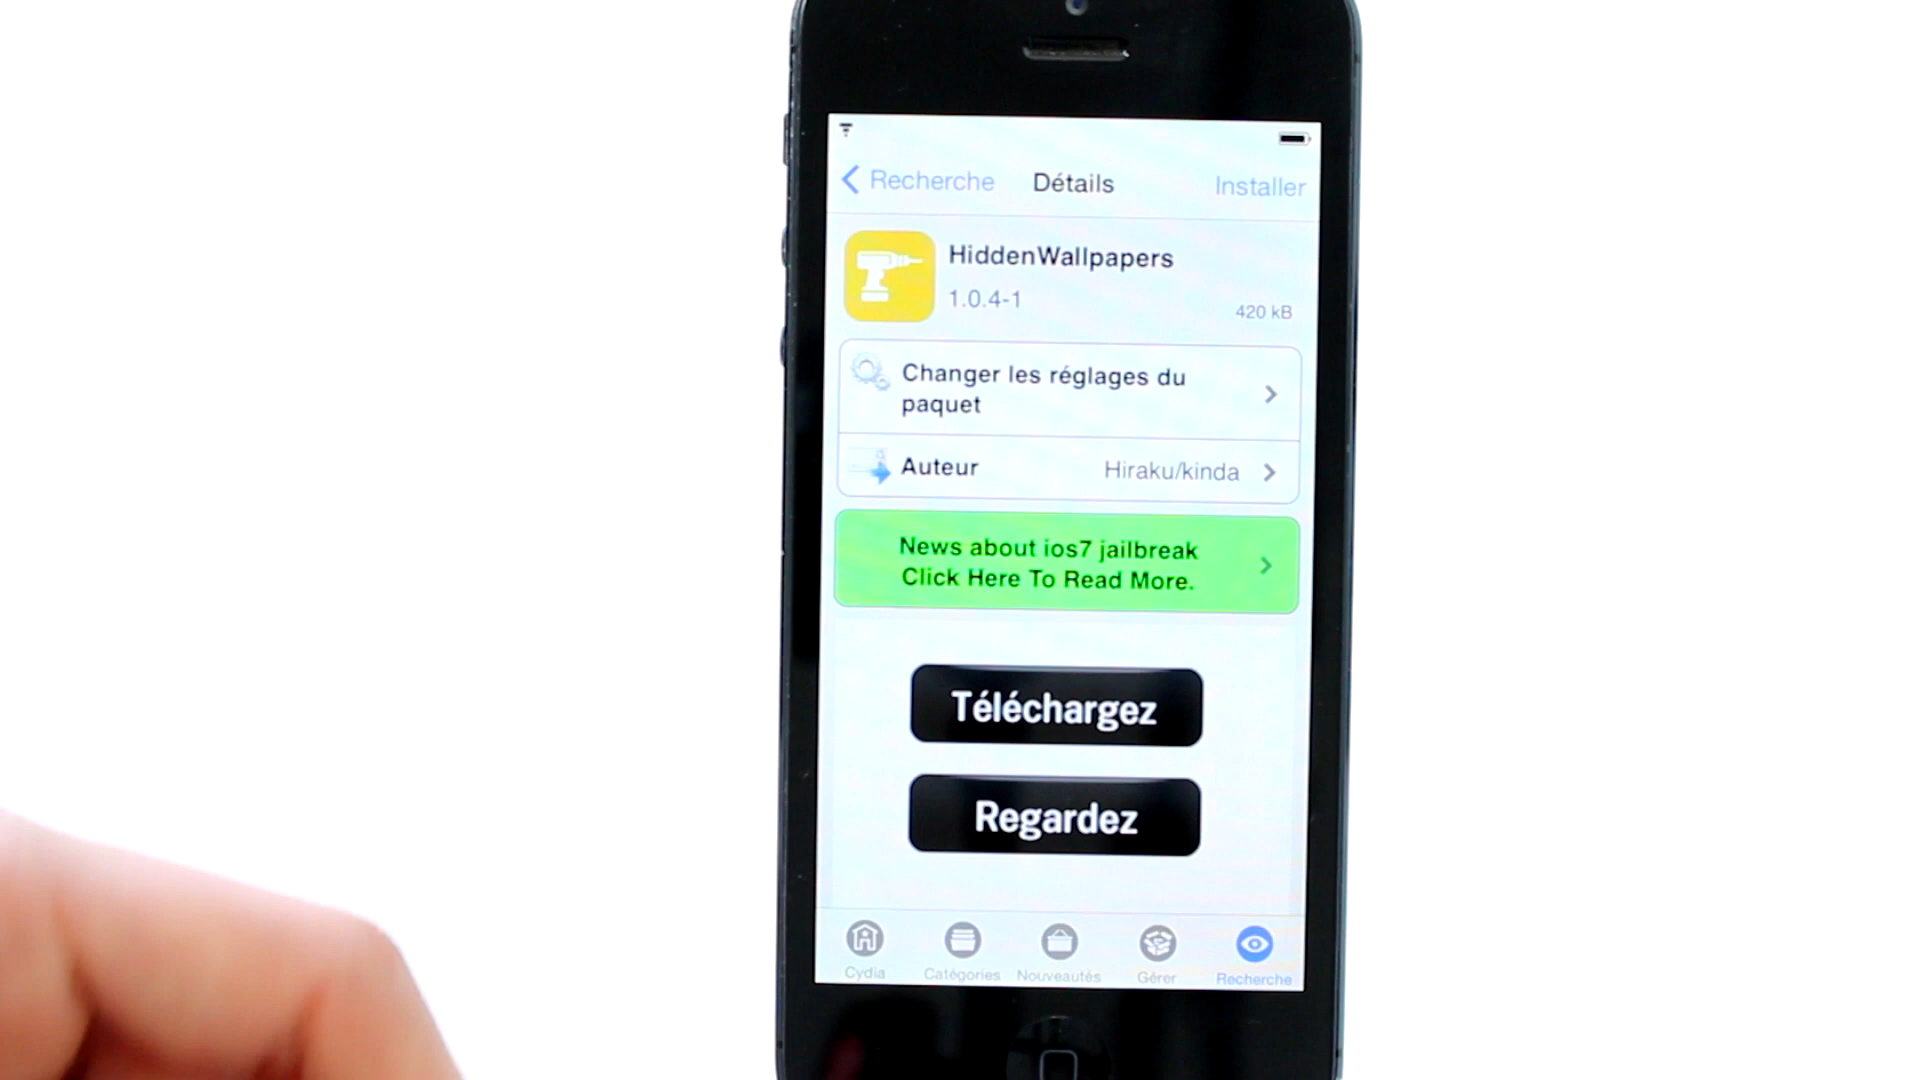 Recherche Détails Installer
HiddenWallpapers
1.0.4-1
420 kB
Changer les réglages du
paquet
Auteur Hiraku/kinda
News about ios7 jailbreak
Click Here To Read More.
Téléchargez
Regardez
Cydia Catégories Nouveautés Gérer Recherche